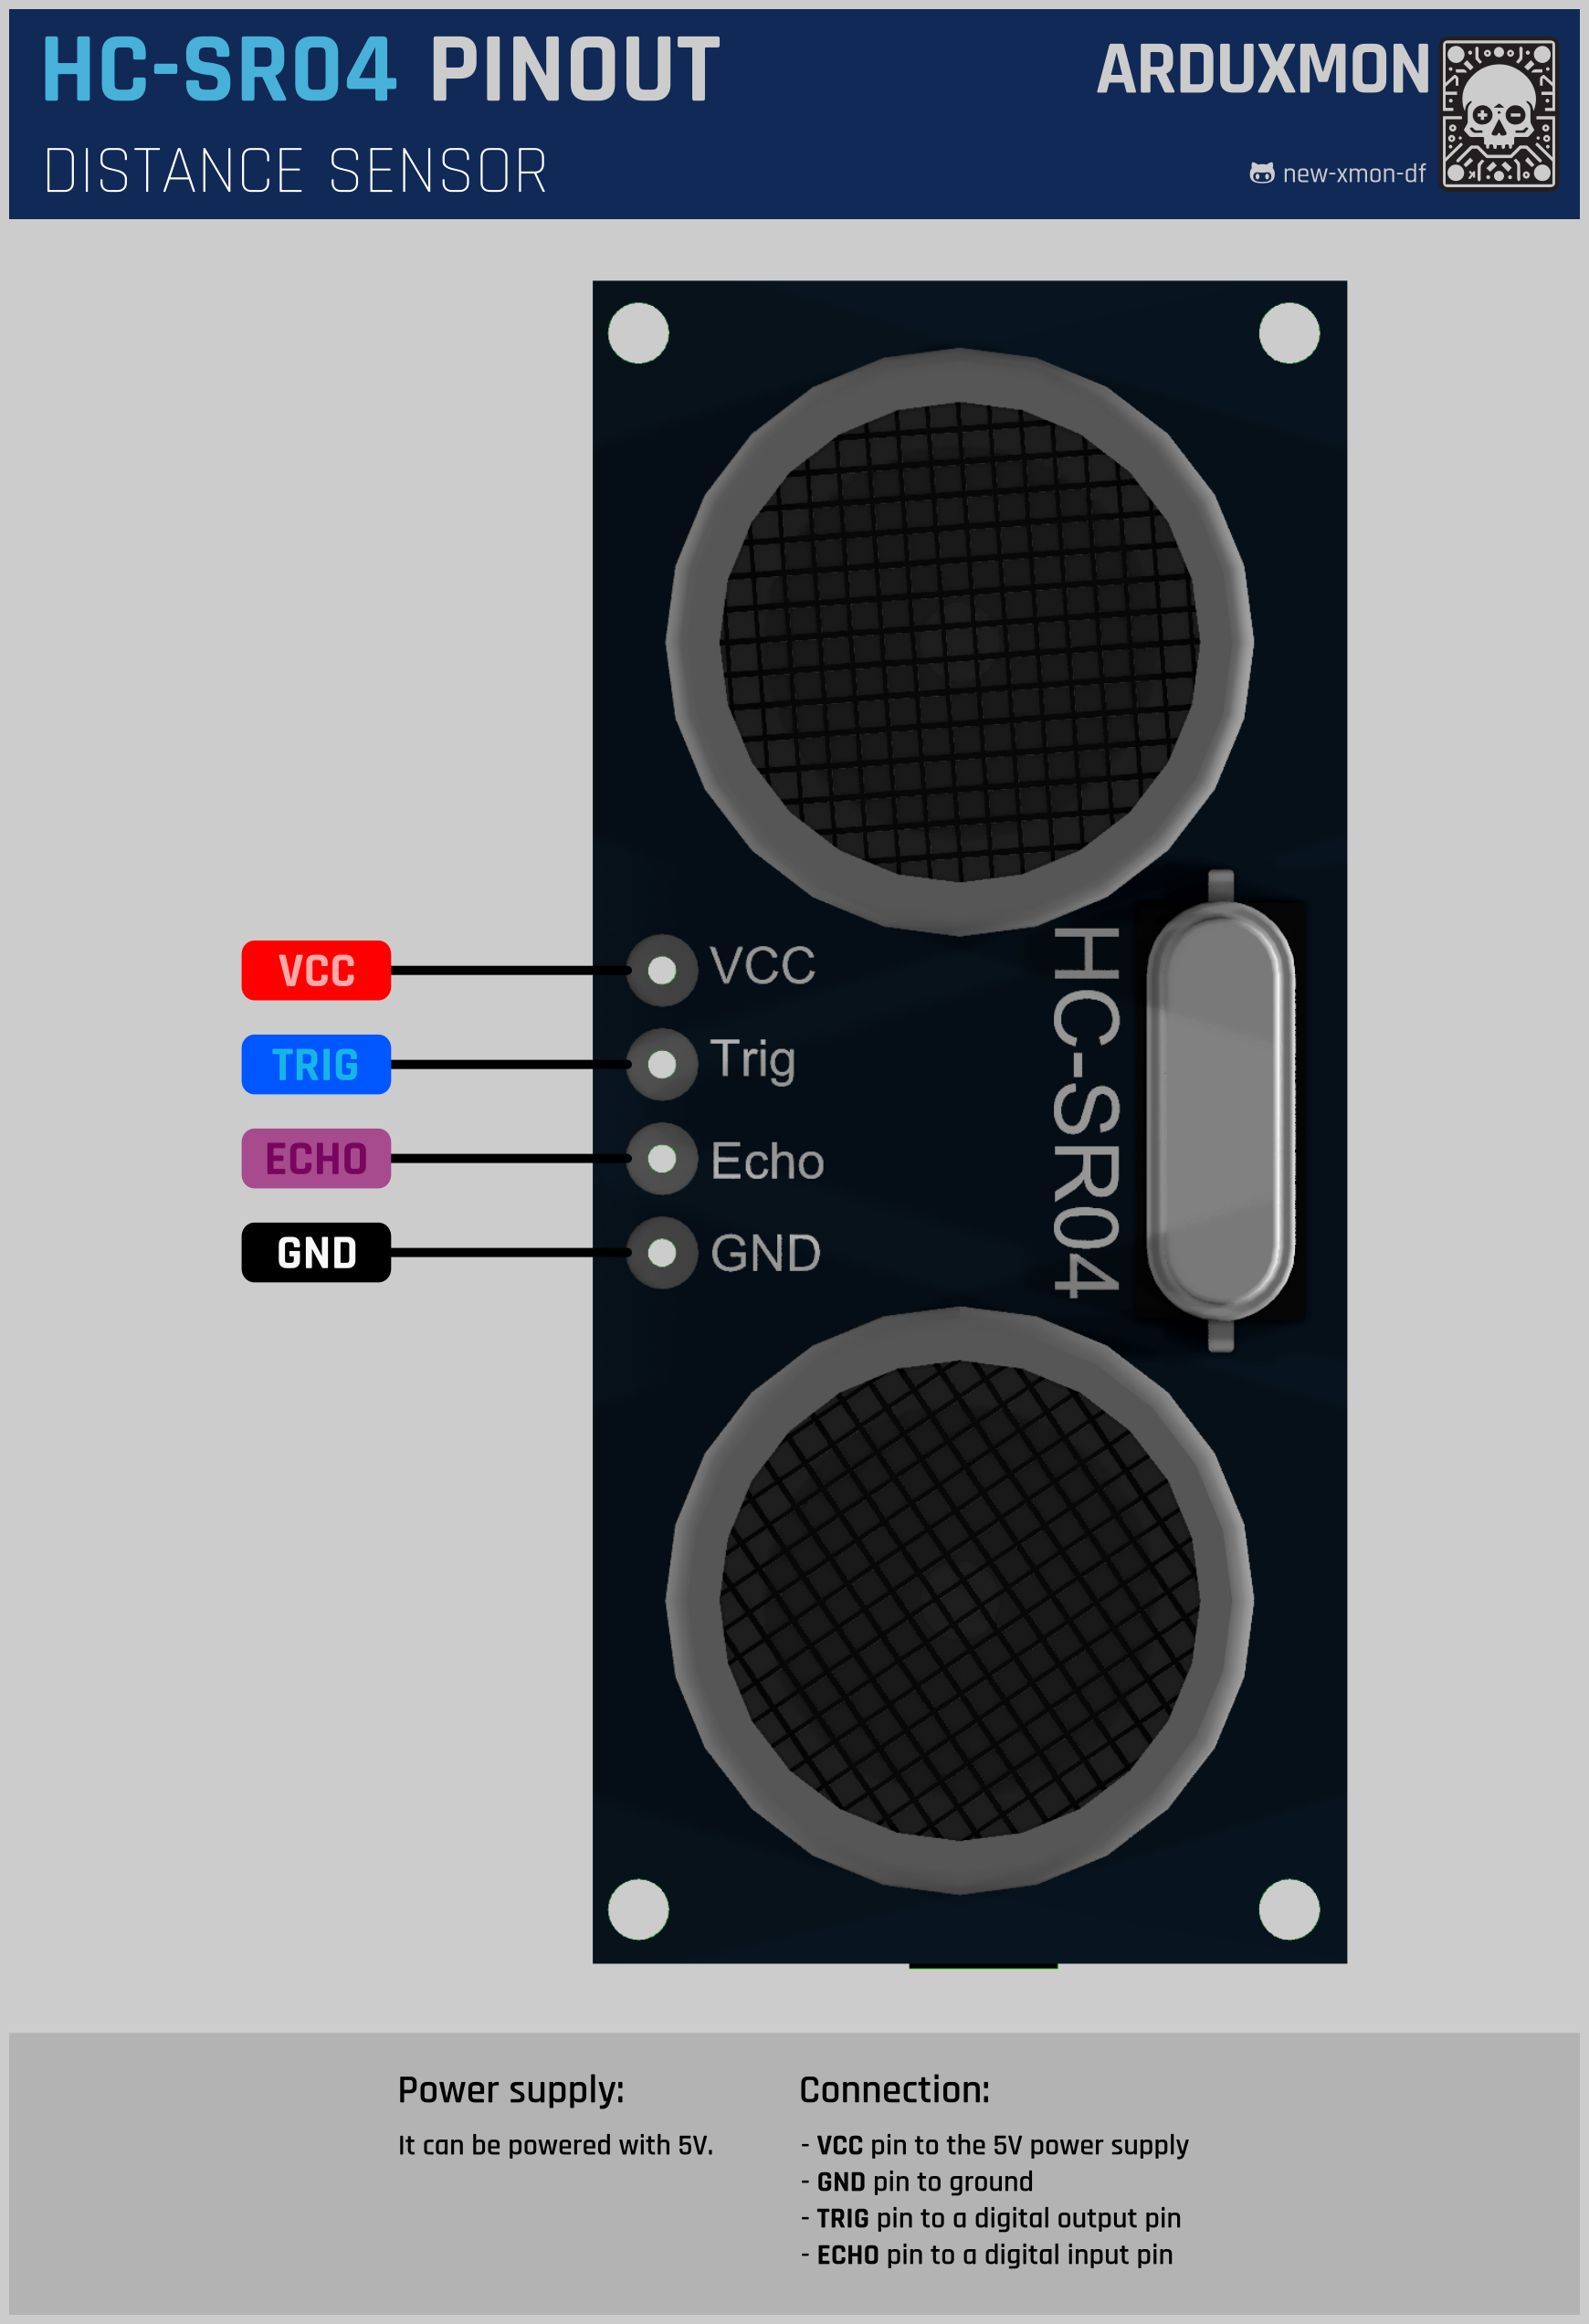 HC-SR04 PINOUT
DISTANCE SENSOR
ARDUXMON
new-xmon-df
VCC
TRIG
ECHO
GND
VCC
Trig
Echo
GND
HC-SR04
Power supply:
It can be powered with 5V.
Connection:
- VCC pin to the 5V power supply
- GND pin to ground
- TRIG pin to a digital output pin
- ECHO pin to a digital input pin